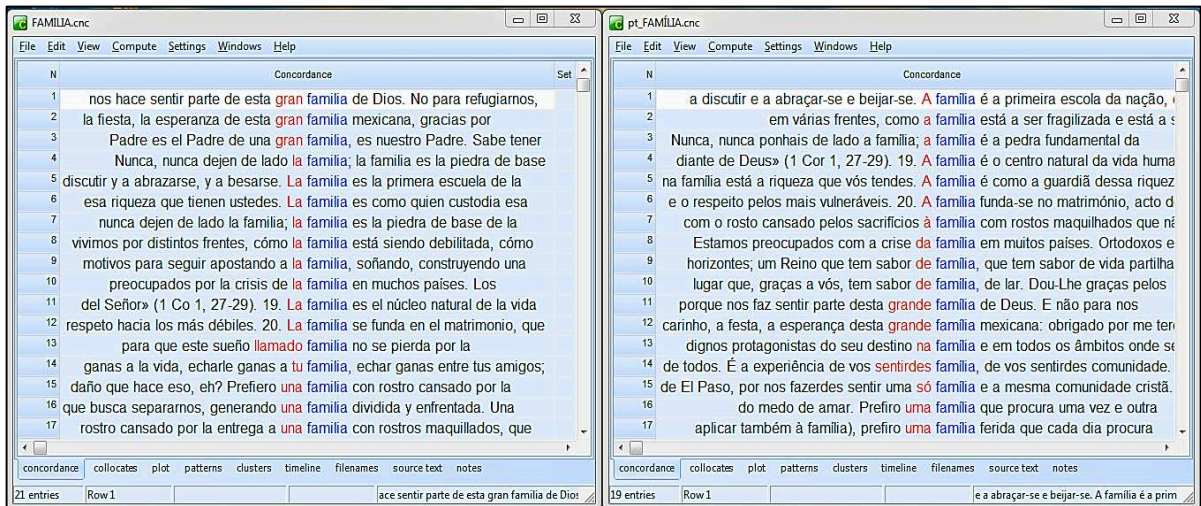 FAMILIA.cnc
File Edit View Compute Settings Windows Help
N Concordance Set
1 nos hace sentir parte de esta gran familia de Dios. No para refugiarnos,
2 la fiesta, la esperanza de esta gran familia mexicana, gracias por
3 Padre es el Padre de una gran familia, es nuestro Padre. Sabe tener
4 Nunca, nunca dejen de lado la familia; la familia es la piedra de base
5 discutir y a abrazarse, y a besarse. La familia es la primera escuela de la
6 esa riqueza que tienen ustedes. La familia es como quien custodia esa
7 nunca dejen de lado la familia; la familia es la piedra de base de la
8 vivimos por distintos frentes, cómo la familia está siendo debilitada, cómo
9 motivos para seguir apostando a la familia, soñando, construyendo una
10 preocupados por la crisis de la familia en muchos países. Los
11 del Señor» (1 Co 1, 27-29). 19. La familia es el núcleo natural de la vida
12 respeto hacia los más débiles. 20. La familia se funda en el matrimonio, que
13 para que este sueño llamado familia no se pierda por la
14 ganas a la vida, echarle ganas a tu familia, echar ganas entre tus amigos;
15 daño que hace eso, eh? Prefiero una familia con rostro cansado por la
16 que busca separarnos, generando una familia dividida y enfrentada. Una
17 rostro cansado por la entrega a una familia con rostros maquillados, que
concordance collocates plot patterns clusters timeline filenames source text notes
21 entries Row 1 ace sentir parte de esta gran familia de Dios
pt_FAMÍLIA.cnc
File Edit View Compute Settings Windows Help
N Concordance
1 a discutir e a abraçar-se e beijar-se. A família é a primeira escola da nação,
2 em várias frentes, como a família está a ser fragilizada e está a s
3 Nunca, nunca ponhais de lado a família; a família é a pedra fundamental da
4 diante de Deus» (1 Cor 1, 27-29). 19. A família é o centro natural da vida huma
5 na família está a riqueza que vós tendes. A família é como a guardiã dessa riquez
6 e o respeito pelos mais vulneráveis. 20. A família funda-se no matrimónio, acto d
7 com o rosto cansado pelos sacrifícios à família com rostos maquilhados que nã
8 Estamos preocupados com a crise da família em muitos países. Ortodoxos e
9 horizontes; um Reino que tem sabor de família, que tem sabor de vida partilha
10 lugar que, graças a vós, tem sabor de família, de lar. Dou-Lhe graças pelos
11 porque nos faz sentir parte desta grande família de Deus. E não para nos
12 carinho, a festa, a esperança desta grande família mexicana: obrigado por me ter
13 dignos protagonistas do seu destino na família e em todos os âmbitos onde se
14 de todos. É a experiência de vos sentirdes família, de vos sentirdes comunidade.
15 de El Paso, por nos fazerdes sentir uma só família e a mesma comunidade cristã.
16 do medo de amar. Prefiro uma família que procura uma vez e outra
17 aplicar também à família), prefiro uma família ferida que cada dia procura
concordance collocates plot patterns clusters timeline filenames source text notes
19 entries Row 1 e a abraçar-se e beijar-se. A família é a prim